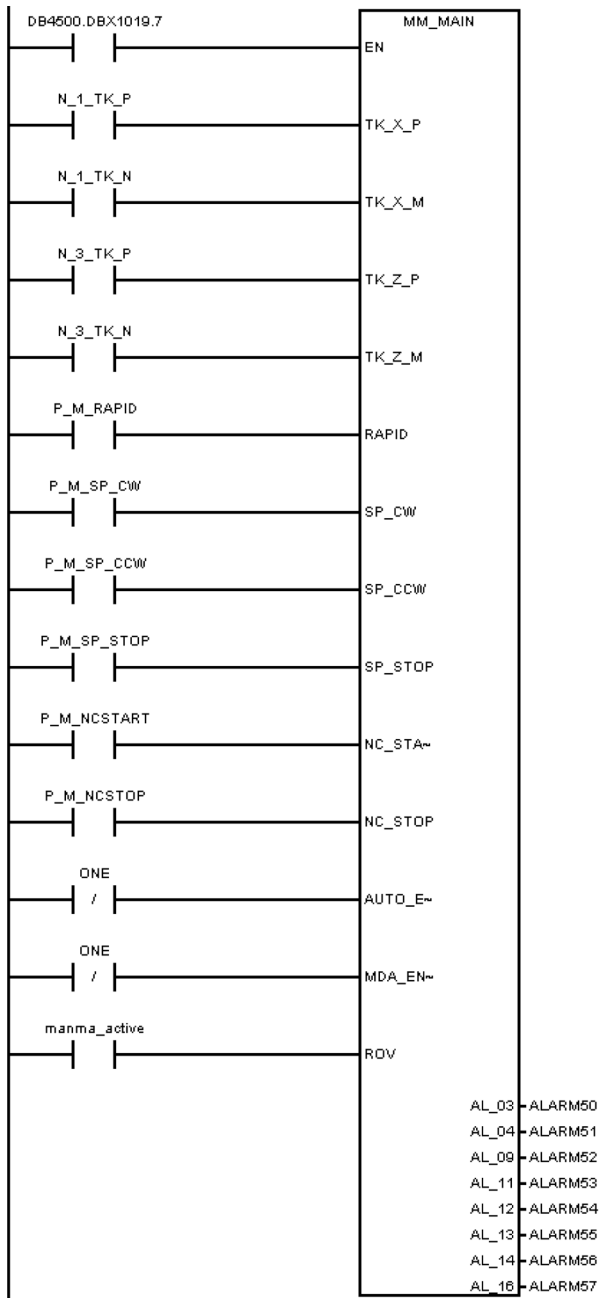 DB4500.DBX1019.7
MM_MAIN
EN
N_1_TK_P
TK_X_P
N_1_TK_N
TK_X_M
N_3_TK_P
TK_Z_P
N_3_TK_N
TK_Z_M
P_M_RAPID
RAPID
P_M_SP_CW
SP_CW
P_M_SP_CCW
SP_CCW
P_M_SP_STOP
SP_STOP
P_M_NCSTART
NC_STA~
P_M_NCSTOP
NC_STOP
ONE
/
AUTO_E~
ONE
/
MDA_EN~
manma_active
ROV
AL_03 ALARM50
AL_04 ALARM51
AL_09 ALARM52
AL_11 ALARM53
AL_12 ALARM54
AL_13 ALARM55
AL_14 ALARM56
AL_16 ALARM57